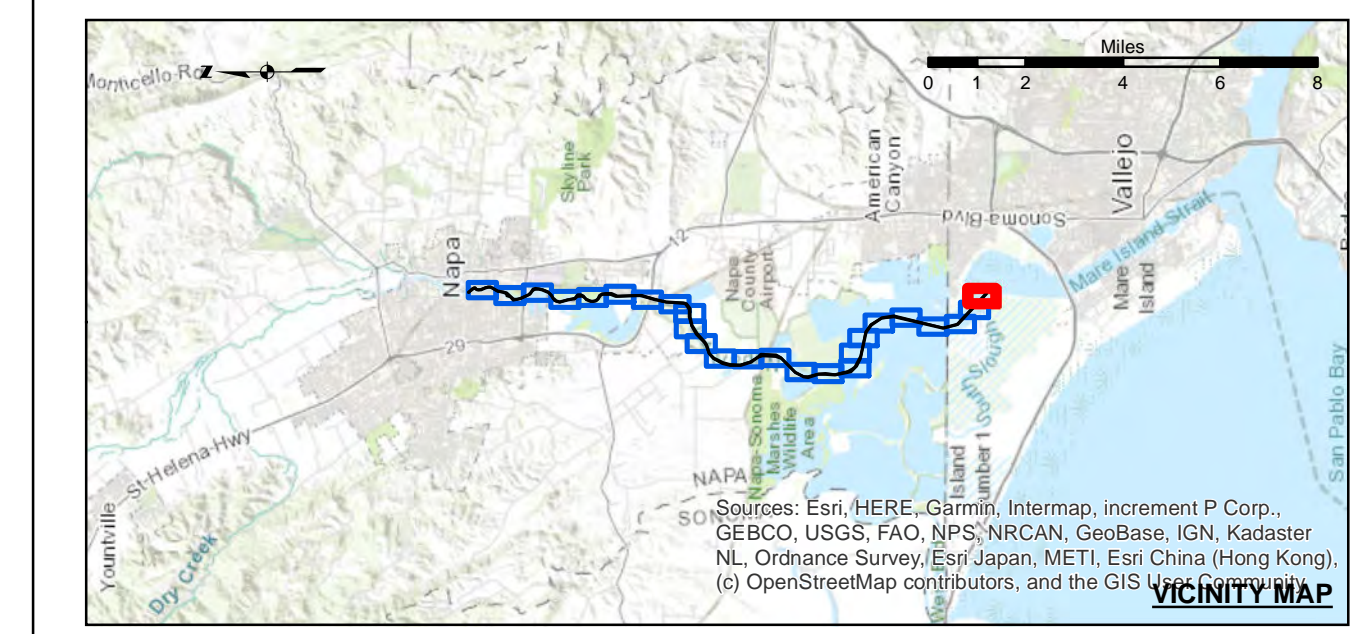 Miles
0 1 2 4 6 8
Monticello-Rd
Z
Skyline
Park
American
Canyon
Vallejo
Sonoma-Blvd
Mare Island Strait
Napa
12
Napa
County
Airport
Mare
Island
29
South Slough
San Pablo Bay
Napa-Sonoma
Marshes
Wildlife
Area
St-Helena-Hwy
NAPA
Island
Number 1
Yountville
Dry Creek
Sources: Esri, HERE, Garmin, Intermap, increment P Corp.,
GEBCO, USGS, FAO, NPS, NRCAN, GeoBase, IGN, Kadaster
NL, Ordnance Survey, Esri Japan, METI, Esri China (Hong Kong),
(c) OpenStreetMap contributors, and the GIS User Community
VICINITY MAP